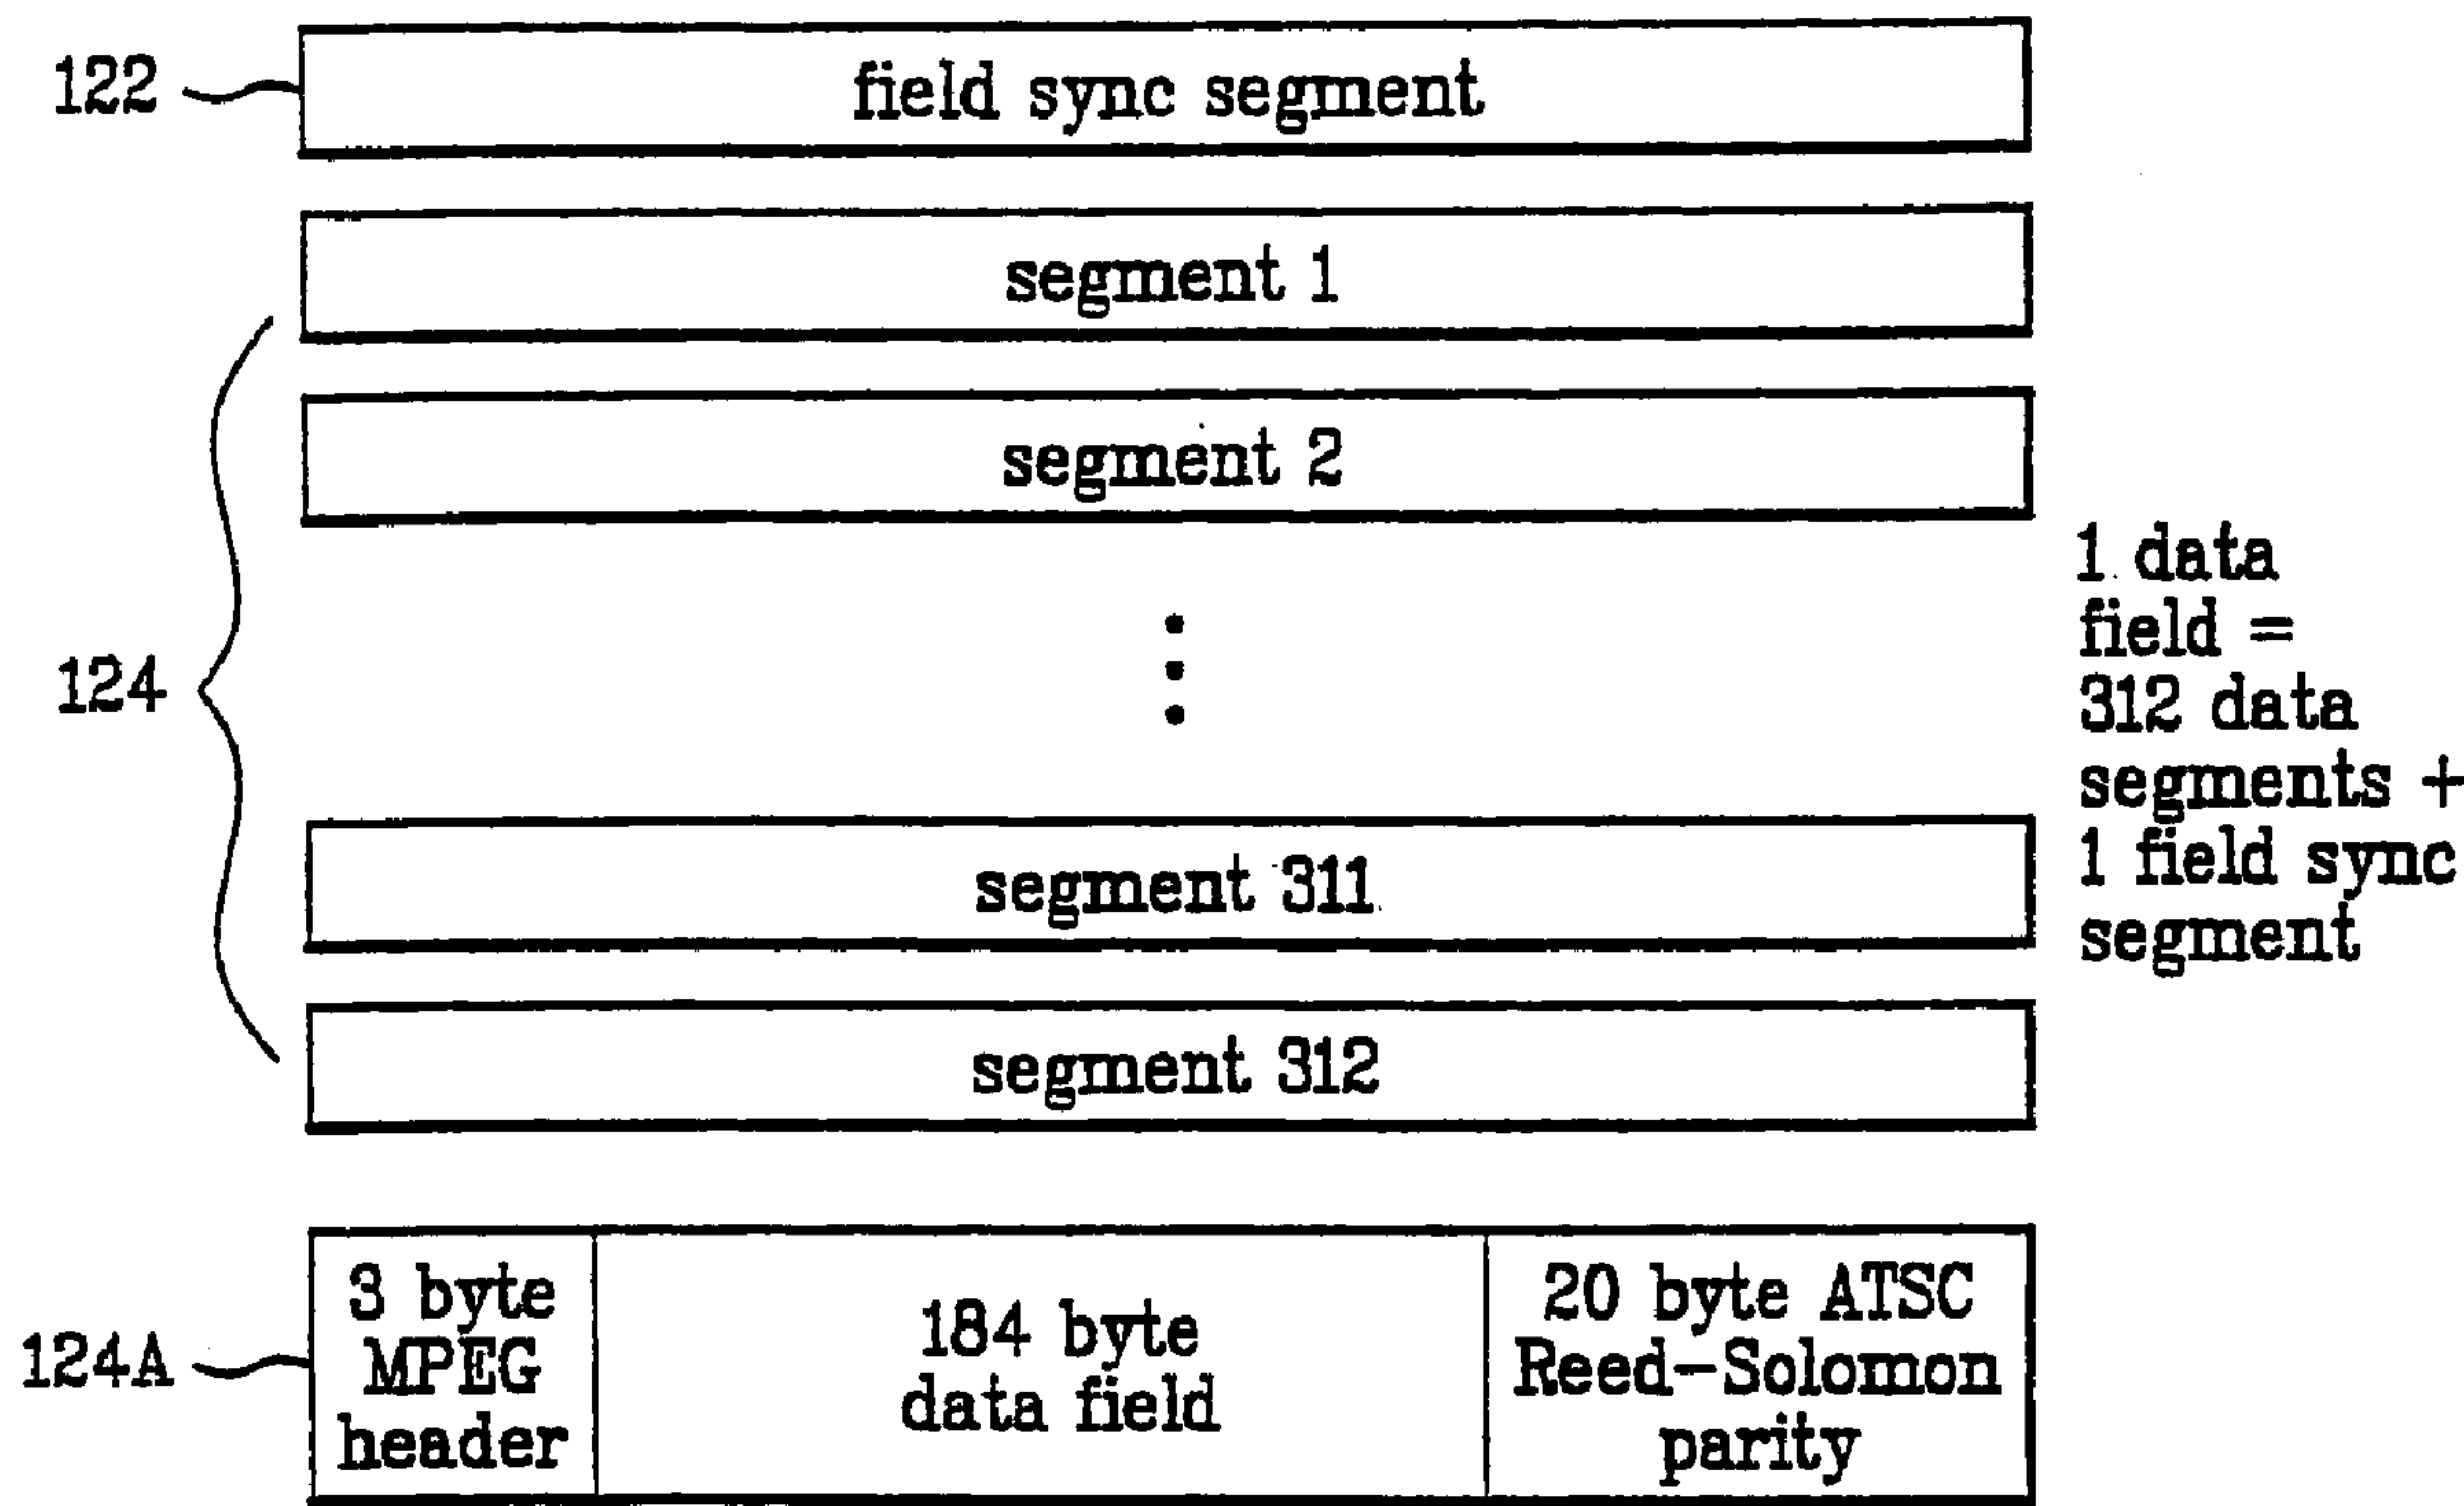 122
field sync segment
segment 1
segment 2
124
1 data
field =
312 data
segments +
1 field sync
segment
segment 311
segment 312
124A
3 byte
MPEG
header
184 byte
data field
20 byte ATSC
Reed-Solomon
parity